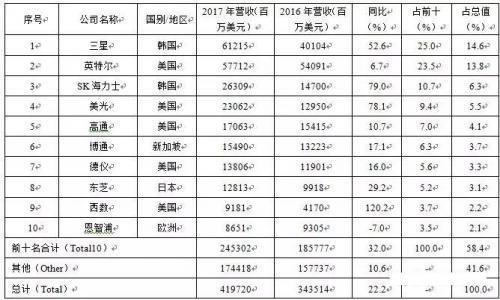 序号 公司名称 国别/地区 2017 年营收(百万美元) 2016 年营收(百万美元) 同比(%) 占前十(%) 占总值(%)
1 三星 韩国 61215 40104 52.6 25.0 14.6
2 英特尔 美国 57712 54091 6.7 23.5 13.8
3 SK 海力士 韩国 26309 14700 79.0 10.7 6.3
4 美光 美国 23062 12950 78.1 9.4 5.5
5 高通 美国 17063 15415 10.7 7.0 4.1
6 博通 新加坡 15490 13223 17.1 6.3 3.7
7 德仪 美国 13806 11901 16.0 5.6 3.3
8 东芝 日本 12813 9918 29.2 5.2 3.1
9 西数 美国 9181 4170 120.2 3.7 2.2
10 恩智浦 欧洲 8651 9305 -7.0 3.5 2.1
前十名合计(Total10) 245302 185777 32.0 100.0 58.4
其他(Other) 174418 157737 10.6 41.6
总计(Total) 419720 343514 22.2 100.0